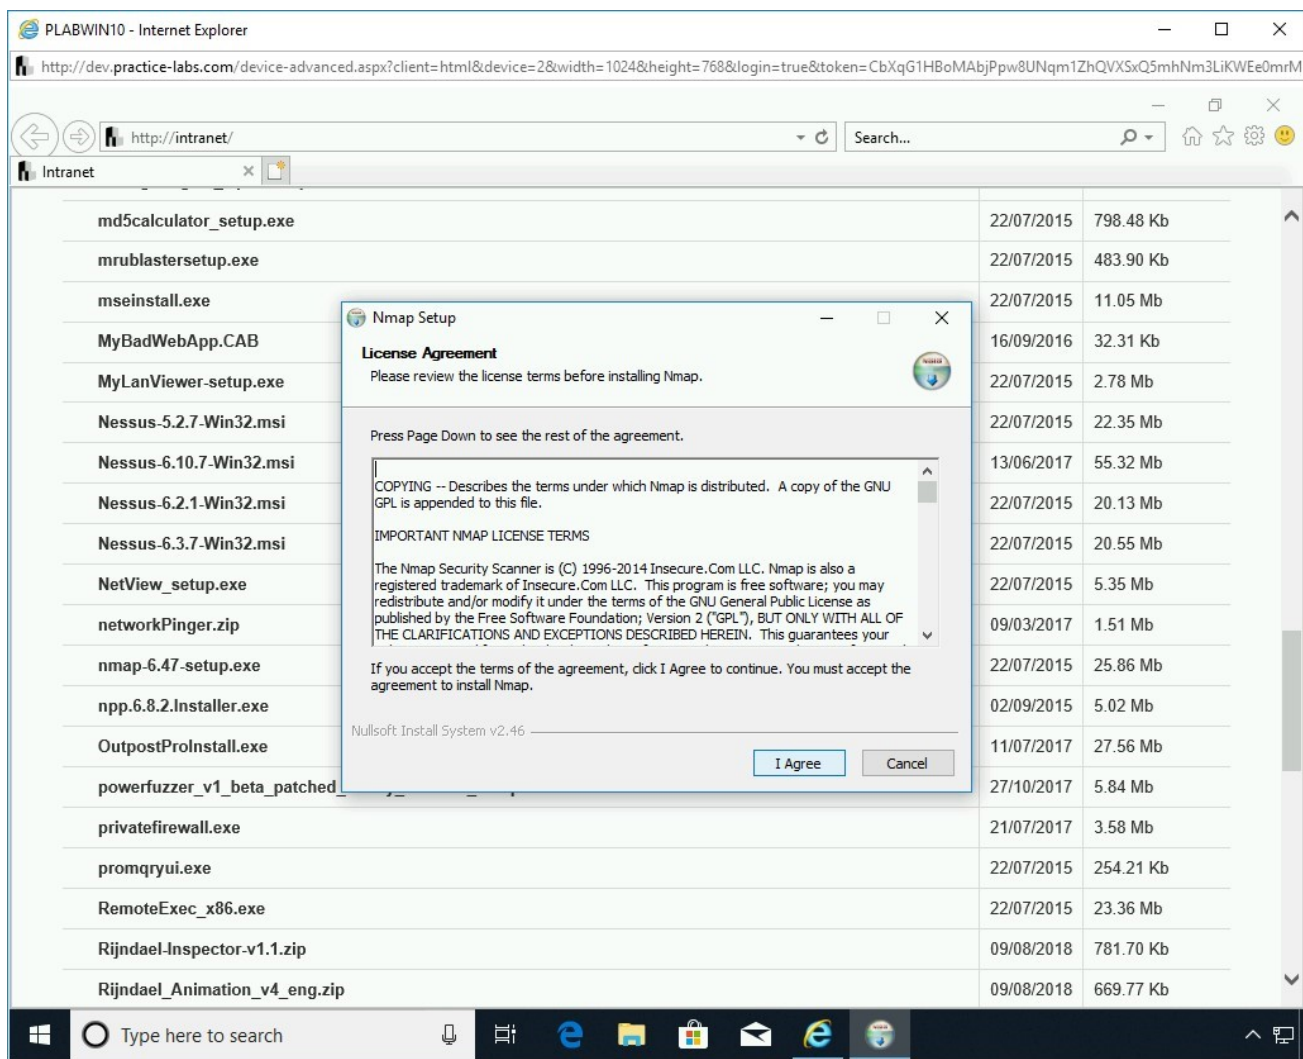 PLABWIN10 - Internet Explorer
http://dev.practice-labs.com/device-advanced.aspx?client=html&device=2&width=1024&height=768&login=true&token=CbXqG1HBoMAbjPpw8UNqm1ZhQVXSxQ5mhNm3LiKWEe0mrM
http://intranet/
Search...
Intranet
md5calculator_setup.exe 22/07/2015 798.48 Kb
mrublastersetup.exe 22/07/2015 483.90 Kb
mseinstall.exe 22/07/2015 11.05 Mb
MyBadWebApp.CAB 16/09/2016 32.31 Kb
MyLanViewer-setup.exe 22/07/2015 2.78 Mb
Nessus-5.2.7-Win32.msi 22/07/2015 22.35 Mb
Nessus-6.10.7-Win32.msi 13/06/2017 55.32 Mb
Nessus-6.2.1-Win32.msi 22/07/2015 20.13 Mb
Nessus-6.3.7-Win32.msi 22/07/2015 20.55 Mb
NetView_setup.exe 22/07/2015 5.35 Mb
networkPinger.zip 09/03/2017 1.51 Mb
nmap-6.47-setup.exe 22/07/2015 25.86 Mb
npp.6.8.2.Installer.exe 02/09/2015 5.02 Mb
OutpostProInstall.exe 11/07/2017 27.56 Mb
powerfuzzer_v1_beta_patched_ 27/10/2017 5.84 Mb
privatefirewall.exe 21/07/2017 3.58 Mb
promqryui.exe 22/07/2015 254.21 Kb
RemoteExec_x86.exe 22/07/2015 23.36 Mb
Rijndael-Inspector-v1.1.zip 09/08/2018 781.70 Kb
Rijndael_Animation_v4_eng.zip 09/08/2018 669.77 Kb
Nmap Setup
License Agreement
Please review the license terms before installing Nmap.
Press Page Down to see the rest of the agreement.
COPYING -- Describes the terms under which Nmap is distributed. A copy of the GNU
GPL is appended to this file.
IMPORTANT NMAP LICENSE TERMS
The Nmap Security Scanner is (C) 1996-2014 Insecure.Com LLC. Nmap is also a
registered trademark of Insecure.Com LLC. This program is free software; you may
redistribute and/or modify it under the terms of the GNU General Public License as
published by the Free Software Foundation; Version 2 ("GPL"), BUT ONLY WITH ALL OF
THE CLARIFICATIONS AND EXCEPTIONS DESCRIBED HEREIN. This guarantees your
If you accept the terms of the agreement, click I Agree to continue. You must accept the
agreement to install Nmap.
Nullsoft Install System v2.46
I Agree Cancel
Type here to search